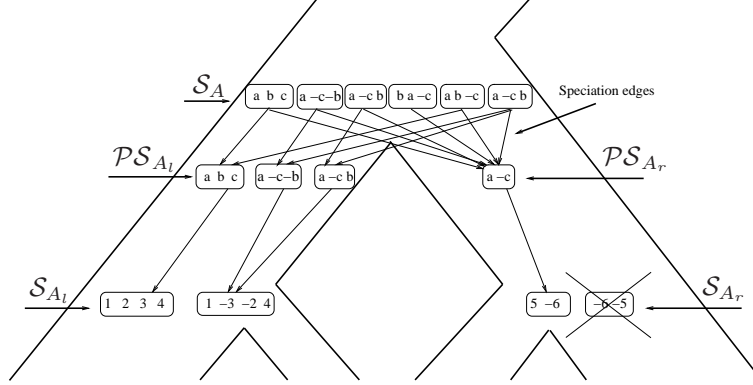 Speciation edges
S_A a b c a −c−b a −c b b a −c a b −c a −c b
PS_{A_l} a b c a −c−b a −c b a −c PS_{A_r}
S_{A_l} 1 2 3 4 1 −3 −2 4 5 −6 −6 −5 S_{A_r}